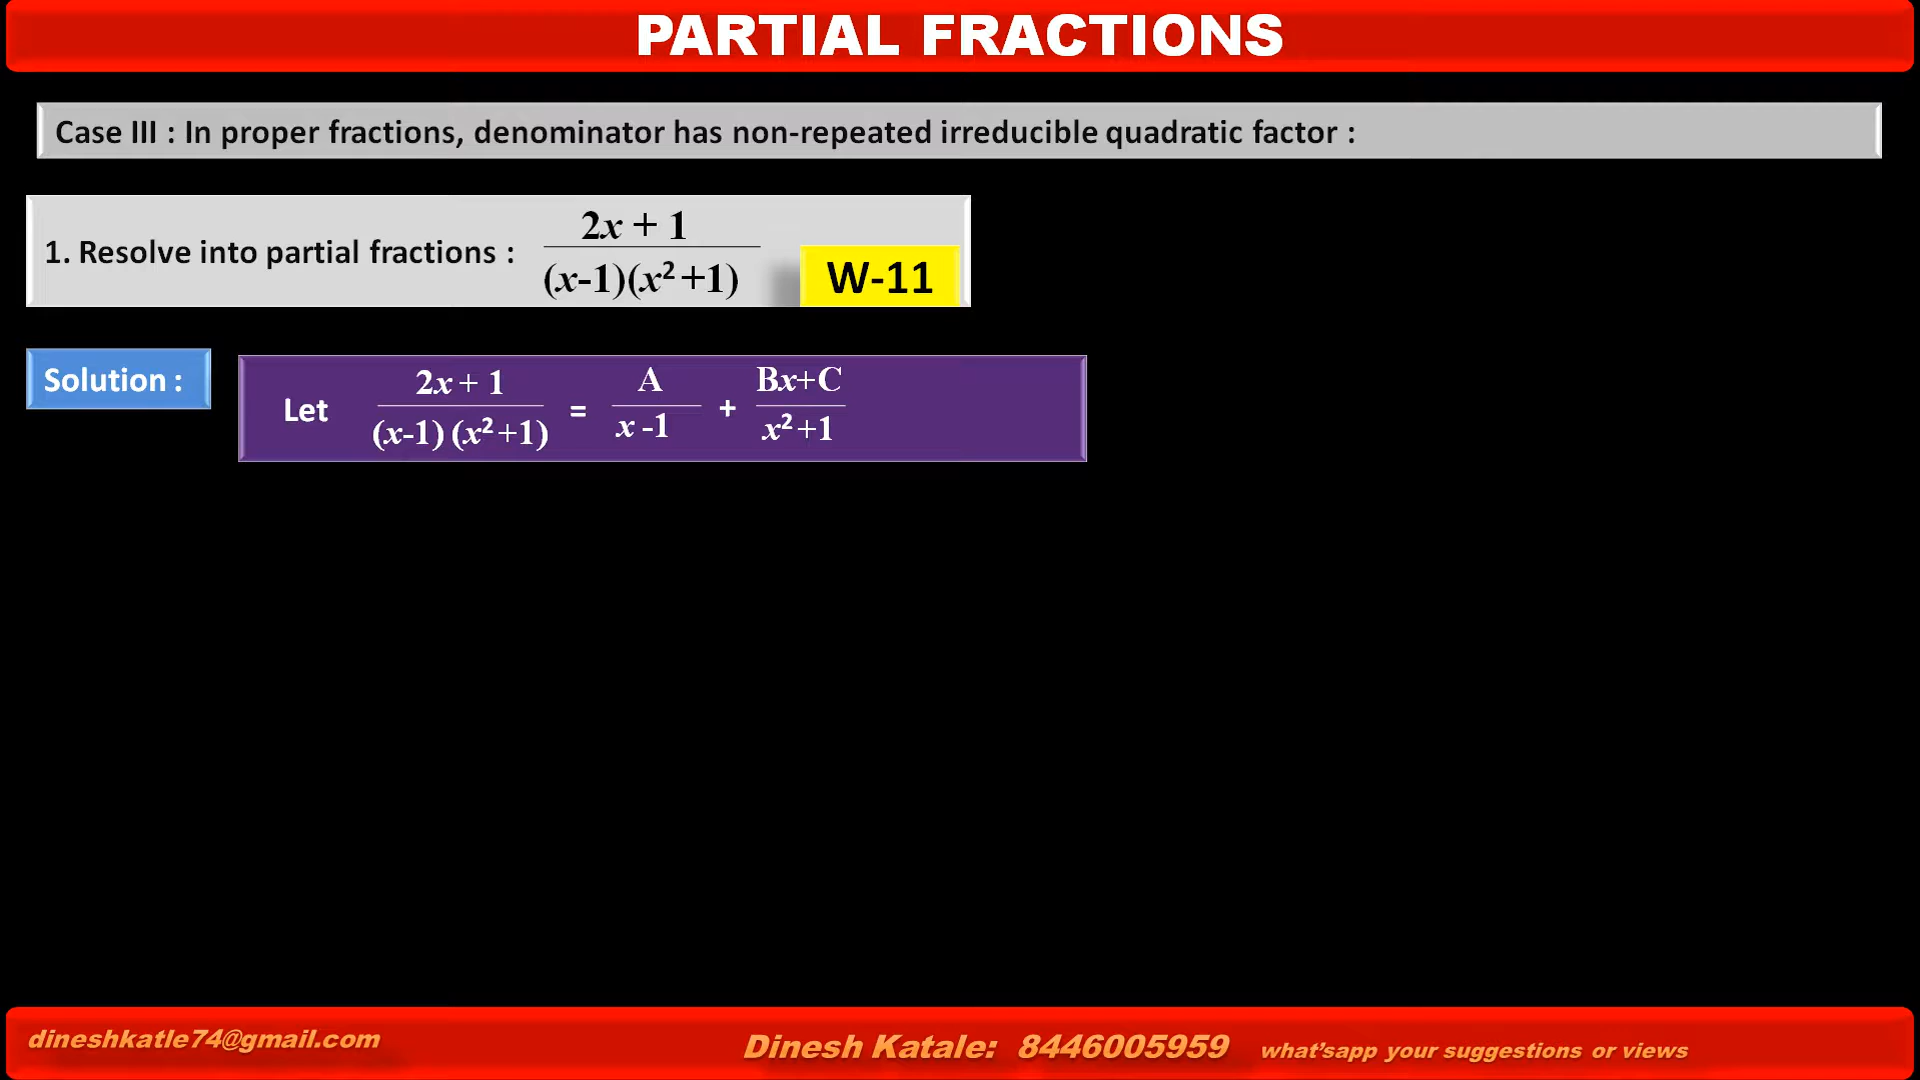 PARTIAL FRACTIONS
Case III : In proper fractions, denominator has non-repeated irreducible quadratic factor :
1. Resolve into partial fractions : 2x + 1 / (x-1)(x²+1)
W-11
Solution :
Let 2x + 1 / (x-1) (x²+1) = A / x -1 + Bx+C / x²+1
dineshkatle74@gmail.com
Dinesh Katale: 8446005959 what'sapp your suggestions or views